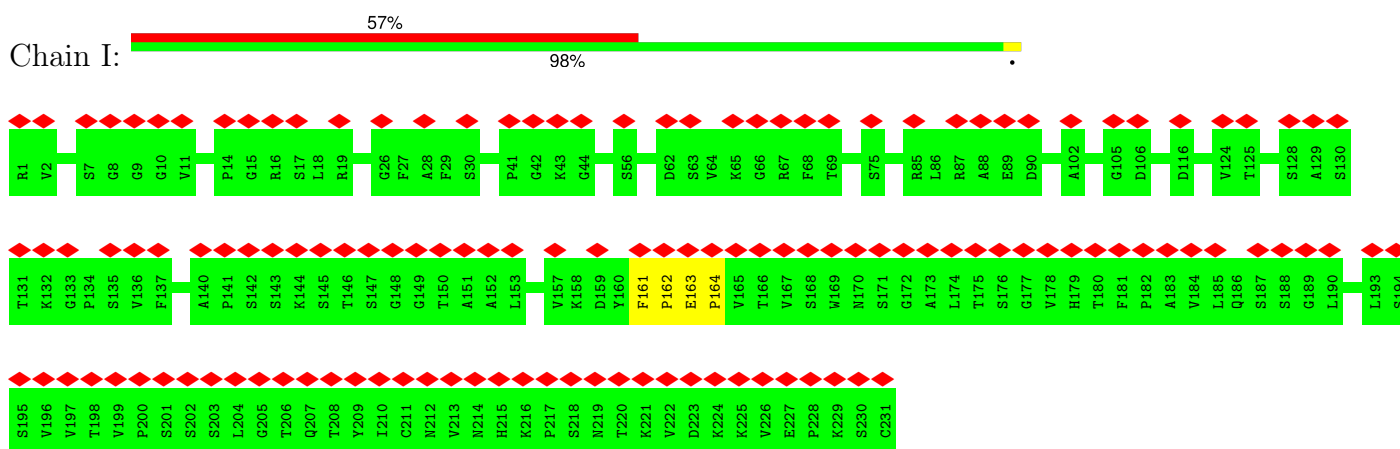 57%
Chain I:
98%
•
R1 V2 S7 G8 G9 G10 V11 P14 G15 R16 S17 L18 R19 G26 F27 A28 F29 S30 P41 G42 K43 G44 S56 D62 S63 V64 K65 G66 R67 F68 T69 S75 R85 L86 R87 A88 E89 D90 A102 G105 D106 D116 V124 T125 S128 A129 S130
T131 K132 G133 P134 S135 V136 F137 A140 P141 S142 S143 K144 S145 T146 S147 G148 G149 T150 A151 A152 L153 V157 K158 D159 Y160 F161 P162 E163 P164 V165 T166 V167 S168 W169 N170 S171 G172 A173 L174 T175 S176 G177 V178 H179 T180 F181 P182 A183 V184 L185 Q186 S187 S188 G189 L190 L193 S194
S195 V196 V197 T198 V199 P200 S201 S202 S203 L204 G205 T206 Q207 T208 Y209 I210 C211 N212 V213 N214 H215 K216 P217 S218 N219 T220 K221 V222 D223 K224 K225 V226 E227 P228 K229 S230 C231